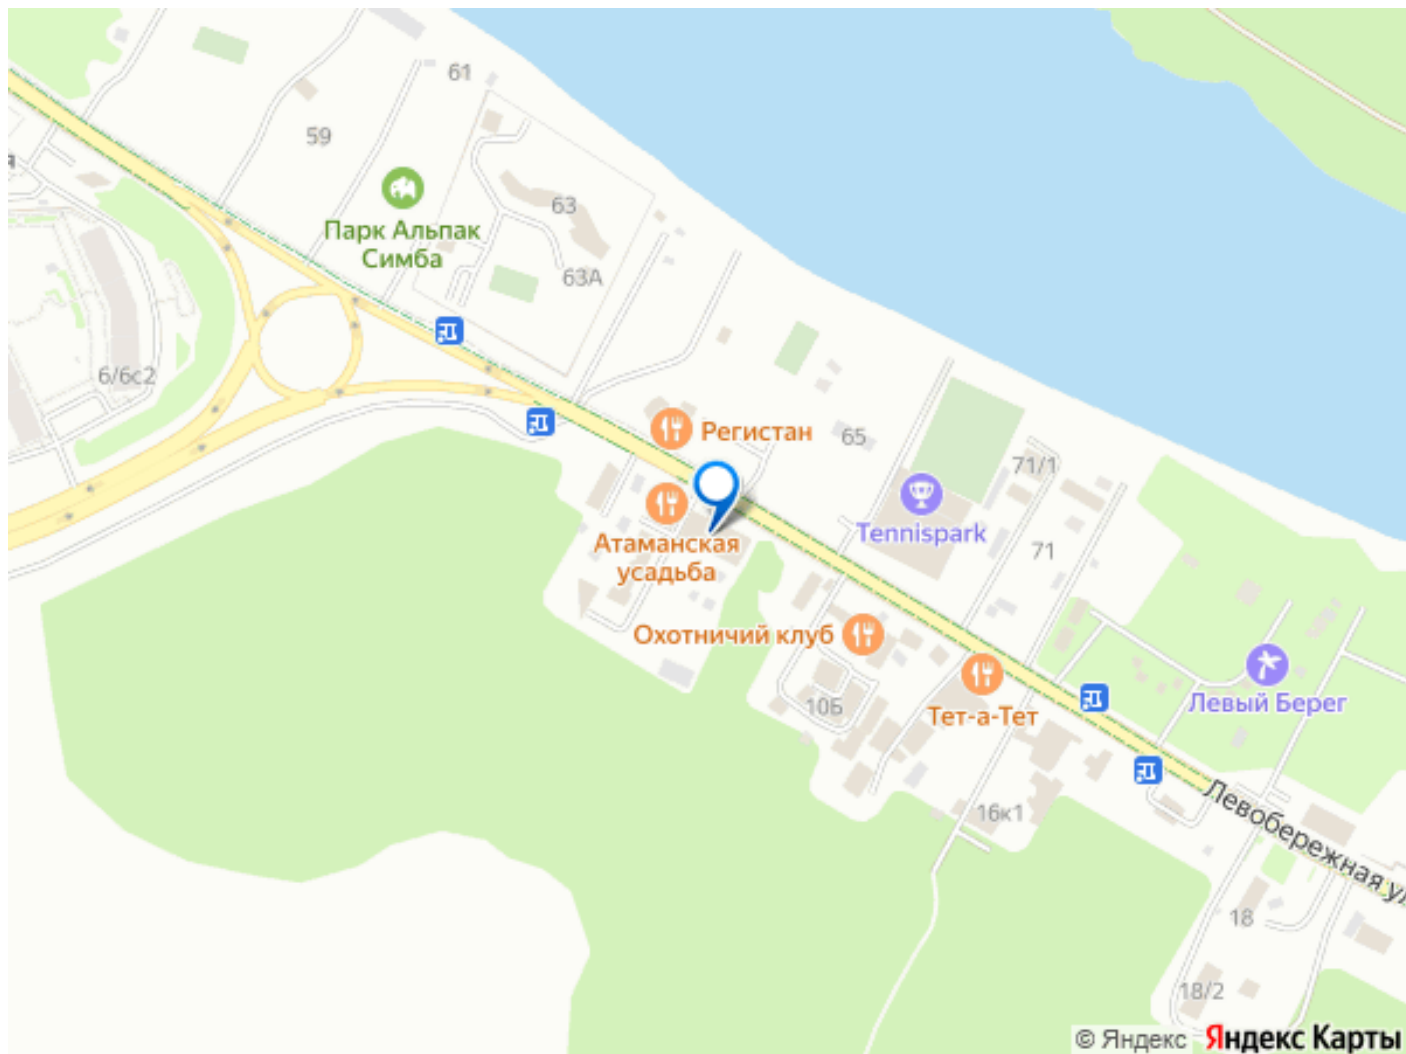 61
59
Парк Альпак
Симба
63
63А
6/6с2
Регистан
65
71/1
Tennispark
71
Атаманская
усадьба
Охотничий клуб
10Б
Тет-а-Тет
Левый Берег
16к1
Левобережная ул
18
18/2
© Яндекс Яндекс Карты